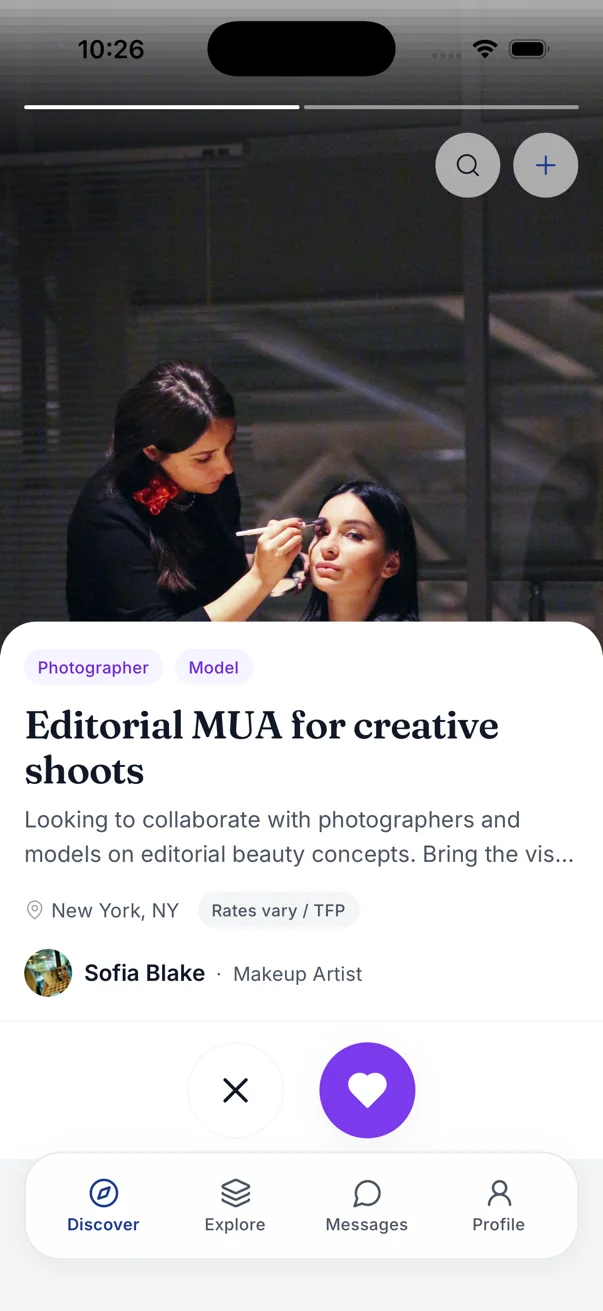 10:26
Photographer Model
Editorial MUA for creative
shoots
Looking to collaborate with photographers and
models on editorial beauty concepts. Bring the vis...
New York, NY Rates vary / TFP
Sofia Blake · Makeup Artist
Discover Explore Messages Profile